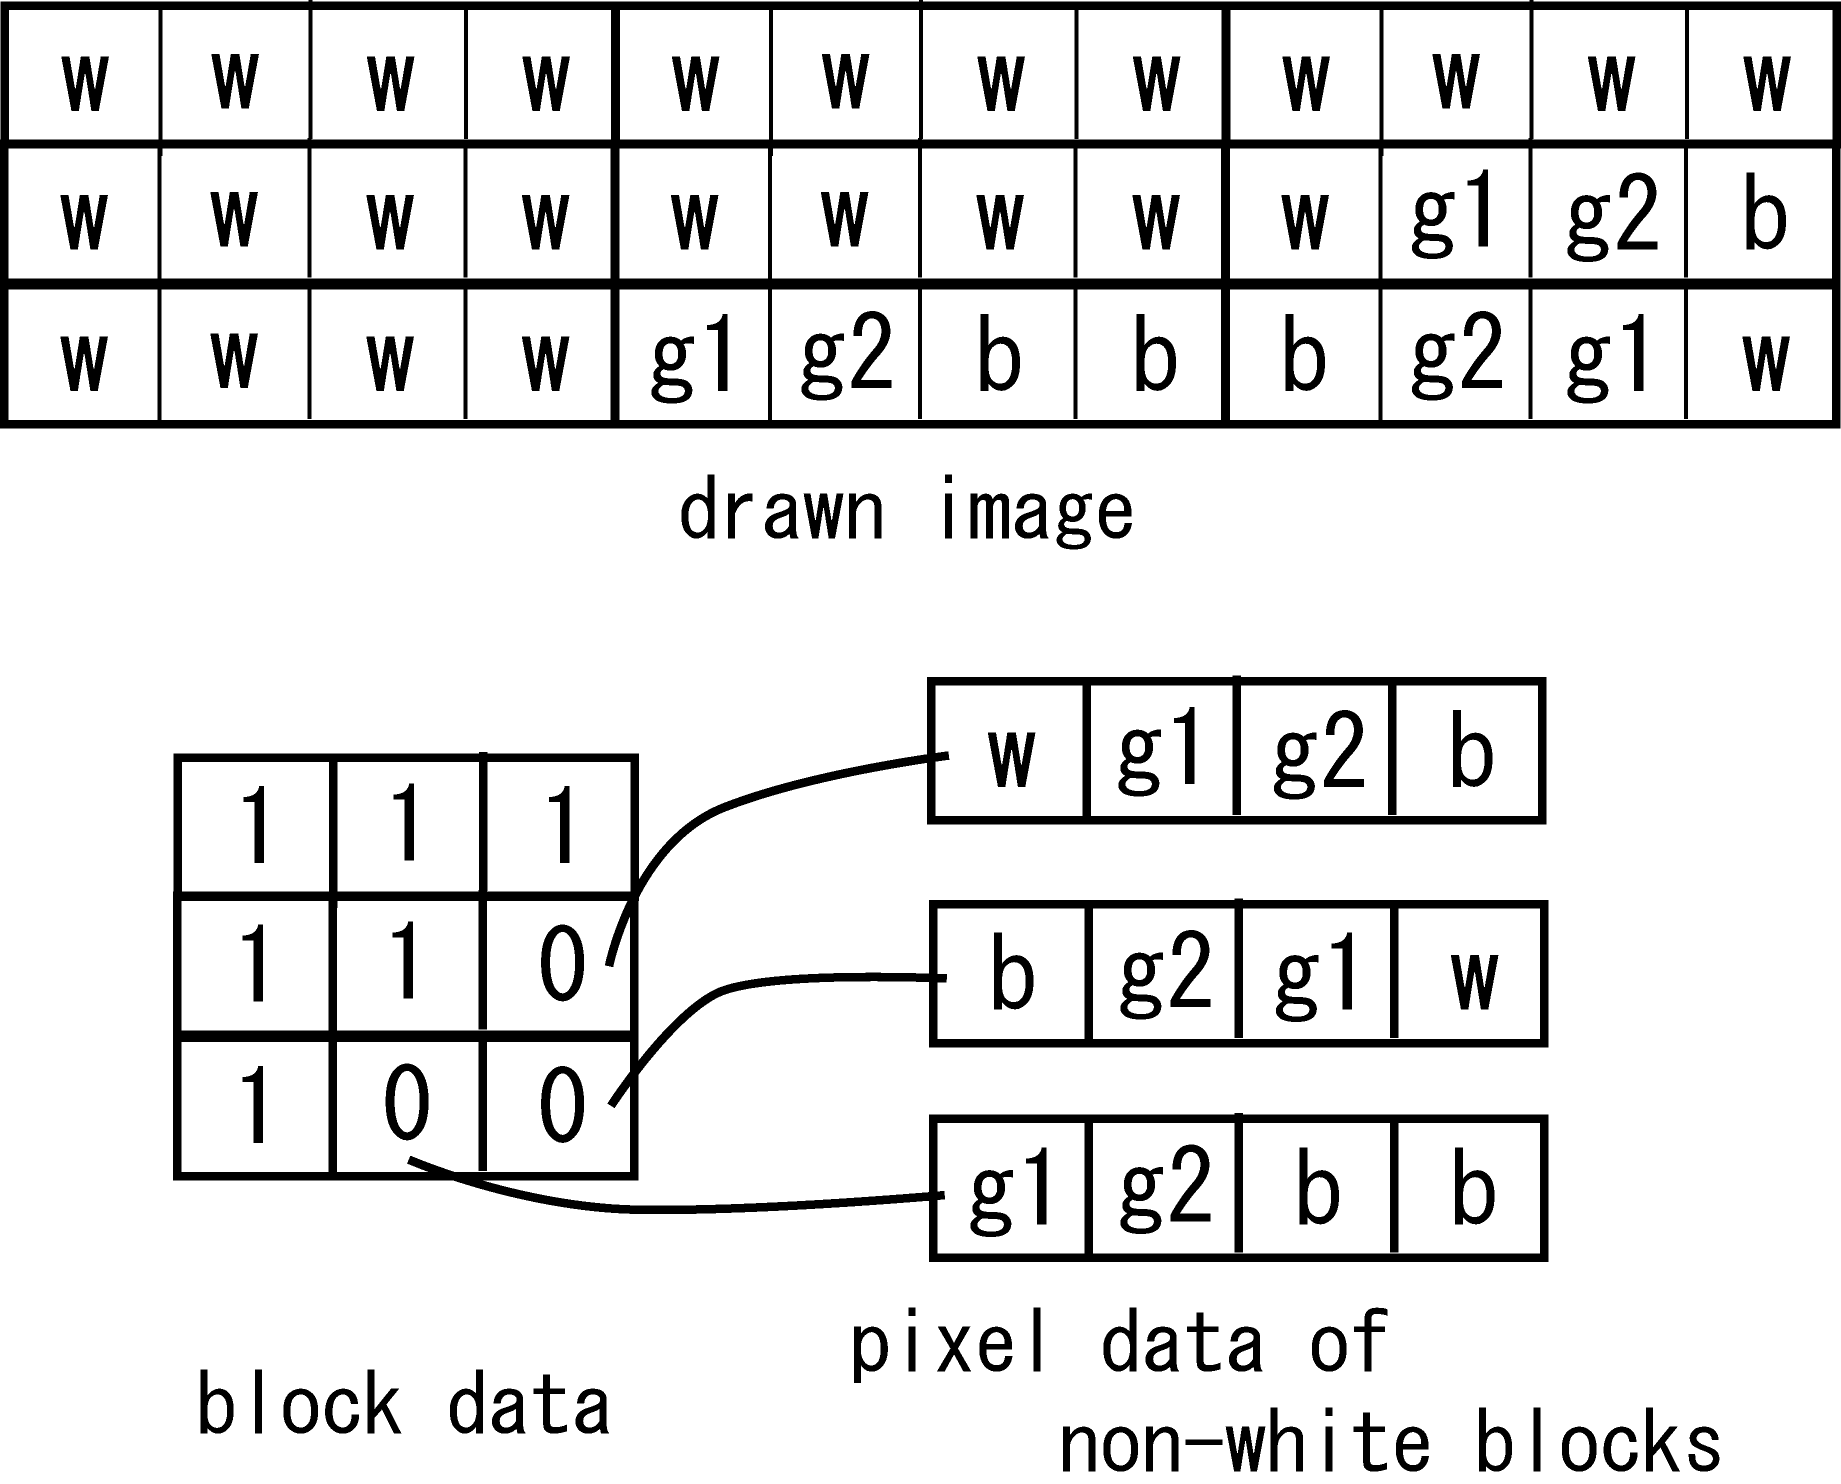 w w w w w w w w w w w w
w w w w w w w w w g1 g2 b
w w w w g1 g2 b b b g2 g1 w
drawn image
w g1 g2 b
1 1 1
1 1 0
b g2 g1 w
1 0 0
g1 g2 b b
block data
pixel data of
non-white blocks